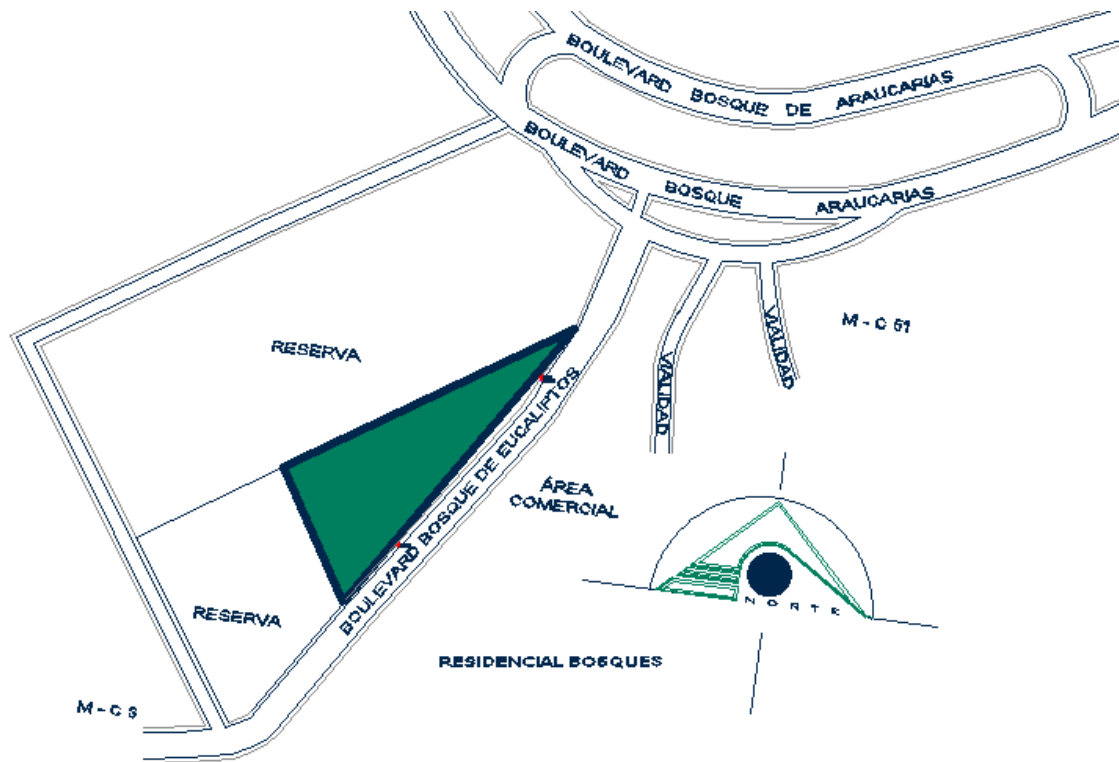 BOULEVARD BOSQUE DE ARAUCARIAS
BOULEVARD BOSQUE ARAUCARIAS
M - C 61
VIALIDAD
VIALIDAD
RESERVA
BOULEVARD BOSQUE DE EUCALIPTOS
ÁREA
COMERCIAL
NORTE
RESERVA
RESIDENCIAL BOSQUES